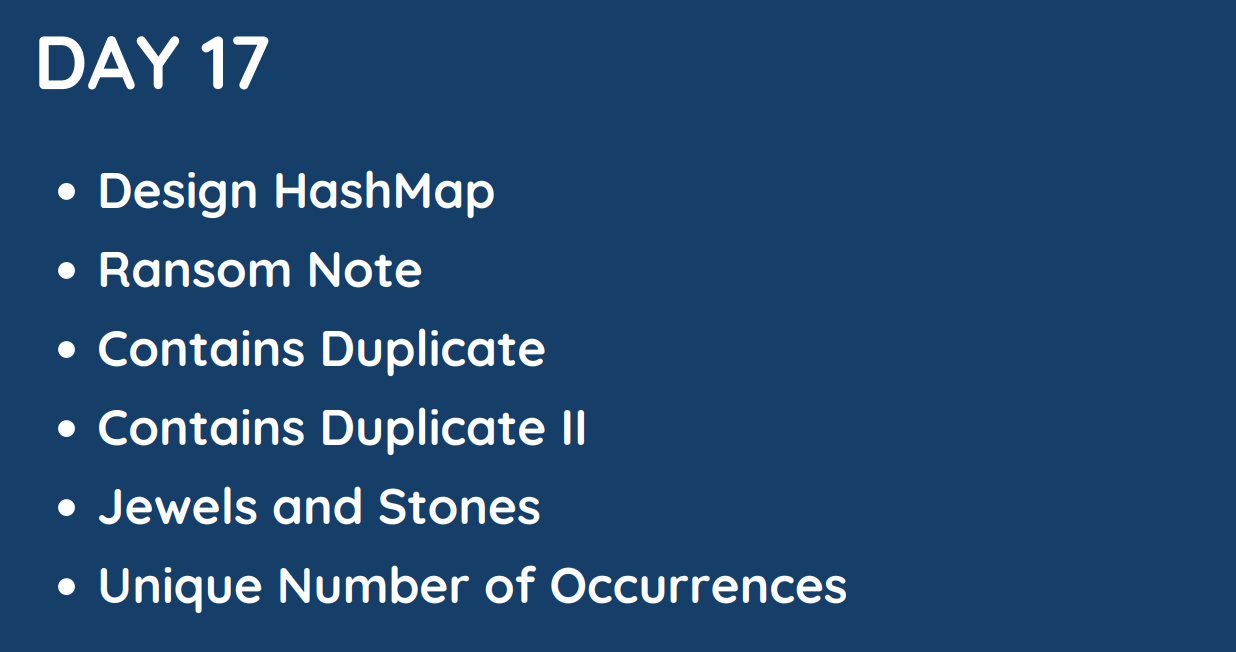 DAY 17
• Design HashMap
• Ransom Note
• Contains Duplicate
• Contains Duplicate II
• Jewels and Stones
• Unique Number of Occurrences